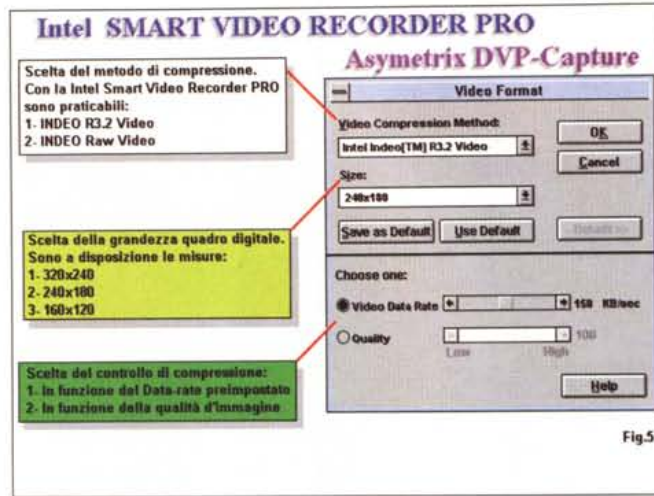 Intel SMART VIDEO RECORDER PRO
Asymetrix DVP-Capture
Scelta del metodo di compressione.
Con la Intel Smart Video Recorder PRO
sono praticabili:
1- INDEO R3.2 Video
2- INDEO Raw Video
Scelta della grandezza quadro digitale.
Sono a disposizione le misure:
1- 320x240
2- 240x180
3- 160x120
Scelta del controllo di compressione:
1. In funzione del Data-rate preimpostato
2- In funzione della qualità d'immagine
Video Format
Video Compression Method:
Intel Indeo[TM] R3.2 Video
OK
Cancel
Size:
240x180
Save as Default
Use Default
Details >>
Choose one:
Video Data Rate
150 KB/sec
Quality
100
Low
High
Help
Fig.5